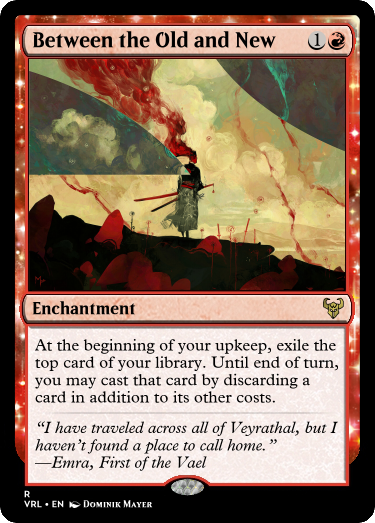 Between the Old and New 1
Enchantment
At the beginning of your upkeep, exile the
top card of your library. Until end of turn,
you may cast that card by discarding a
card in addition to its other costs.
“I have traveled across all of Veyrathal, but I
haven’t found a place to call home.”
—Emra, First of the Vael
R
VRL • EN Dominik Mayer